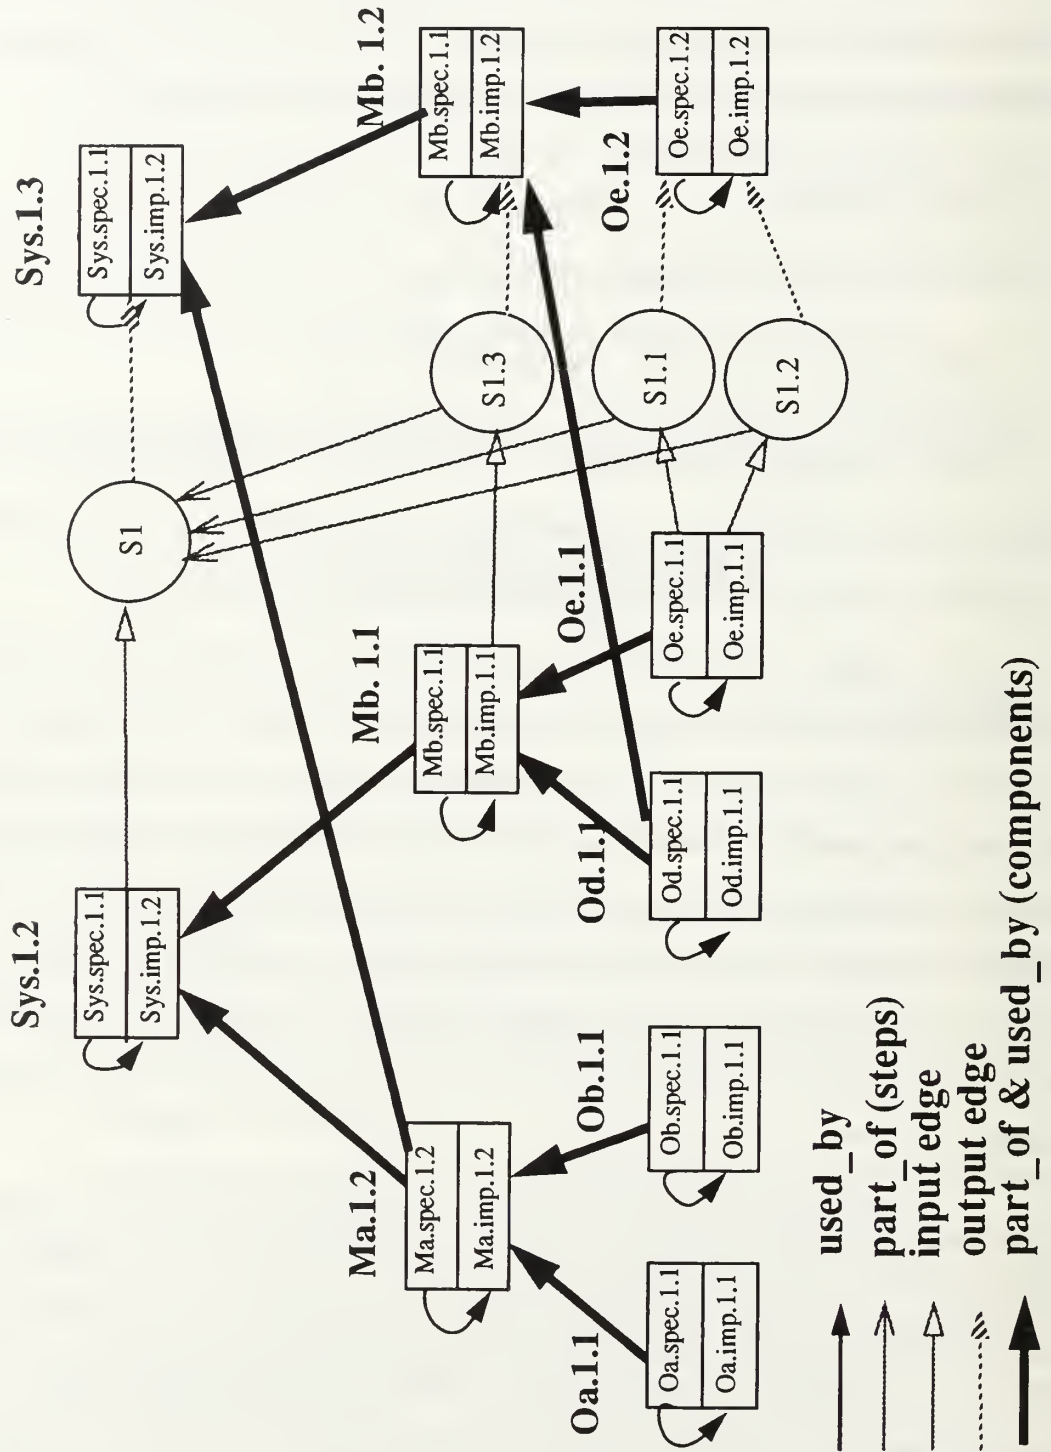 Sys.1.2
Sys.spec.1.1
Sys.imp.1.2
S1
Sys.1.3
Sys.spec.1.1
Sys.imp.1.2
Ma.1.2
Ma.spec.1.2
Ma.imp.1.2
Mb. 1.1
Mb.spec.1.1
Mb.imp.1.1
S1.3
Mb. 1.2
Mb.spec.1.1
Mb.imp.1.2
Oa.1.1
Oa.spec.1.1
Oa.imp.1.1
Ob.1.1
Ob.spec.1.1
Ob.imp.1.1
Od.1.1
Od.spec.1.1
Od.imp.1.1
Oe.1.1
Oe.spec.1.1
Oe.imp.1.1
S1.1
S1.2
Oe.1.2
Oe.spec.1.2
Oe.imp.1.2
used_by
part_of (steps)
input edge
output edge
part_of & used_by (components)